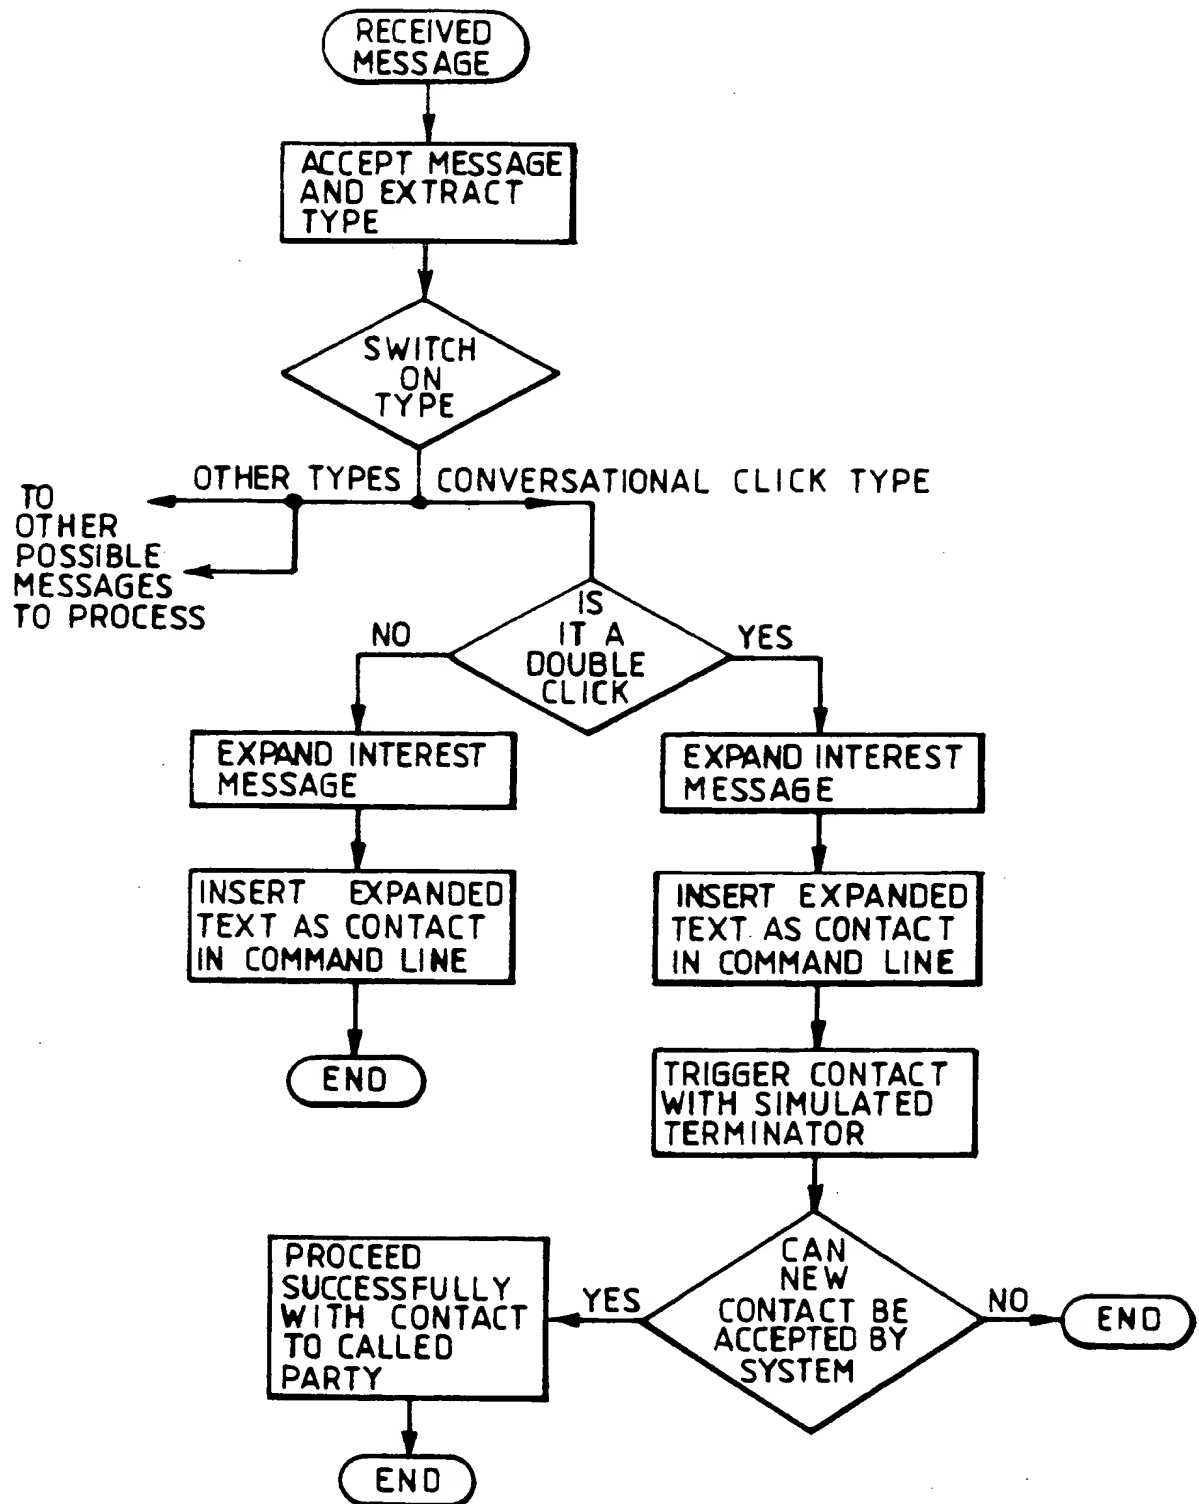 RECEIVED
MESSAGE
ACCEPT MESSAGE
AND EXTRACT
TYPE
SWITCH
ON
TYPE
OTHER TYPES
CONVERSATIONAL CLICK TYPE
TO
OTHER
POSSIBLE
MESSAGES
TO PROCESS
IS
IT A
DOUBLE
CLICK
NO
YES
EXPAND INTEREST
MESSAGE
INSERT EXPANDED
TEXT AS CONTACT
IN COMMAND LINE
END
EXPAND INTEREST
MESSAGE
INSERT EXPANDED
TEXT AS CONTACT
IN COMMAND LINE
TRIGGER CONTACT
WITH SIMULATED
TERMINATOR
CAN
NEW
CONTACT BE
ACCEPTED BY
SYSTEM
YES
NO
END
PROCEED
SUCCESSFULLY
WITH CONTACT
TO CALLED
PARTY
END